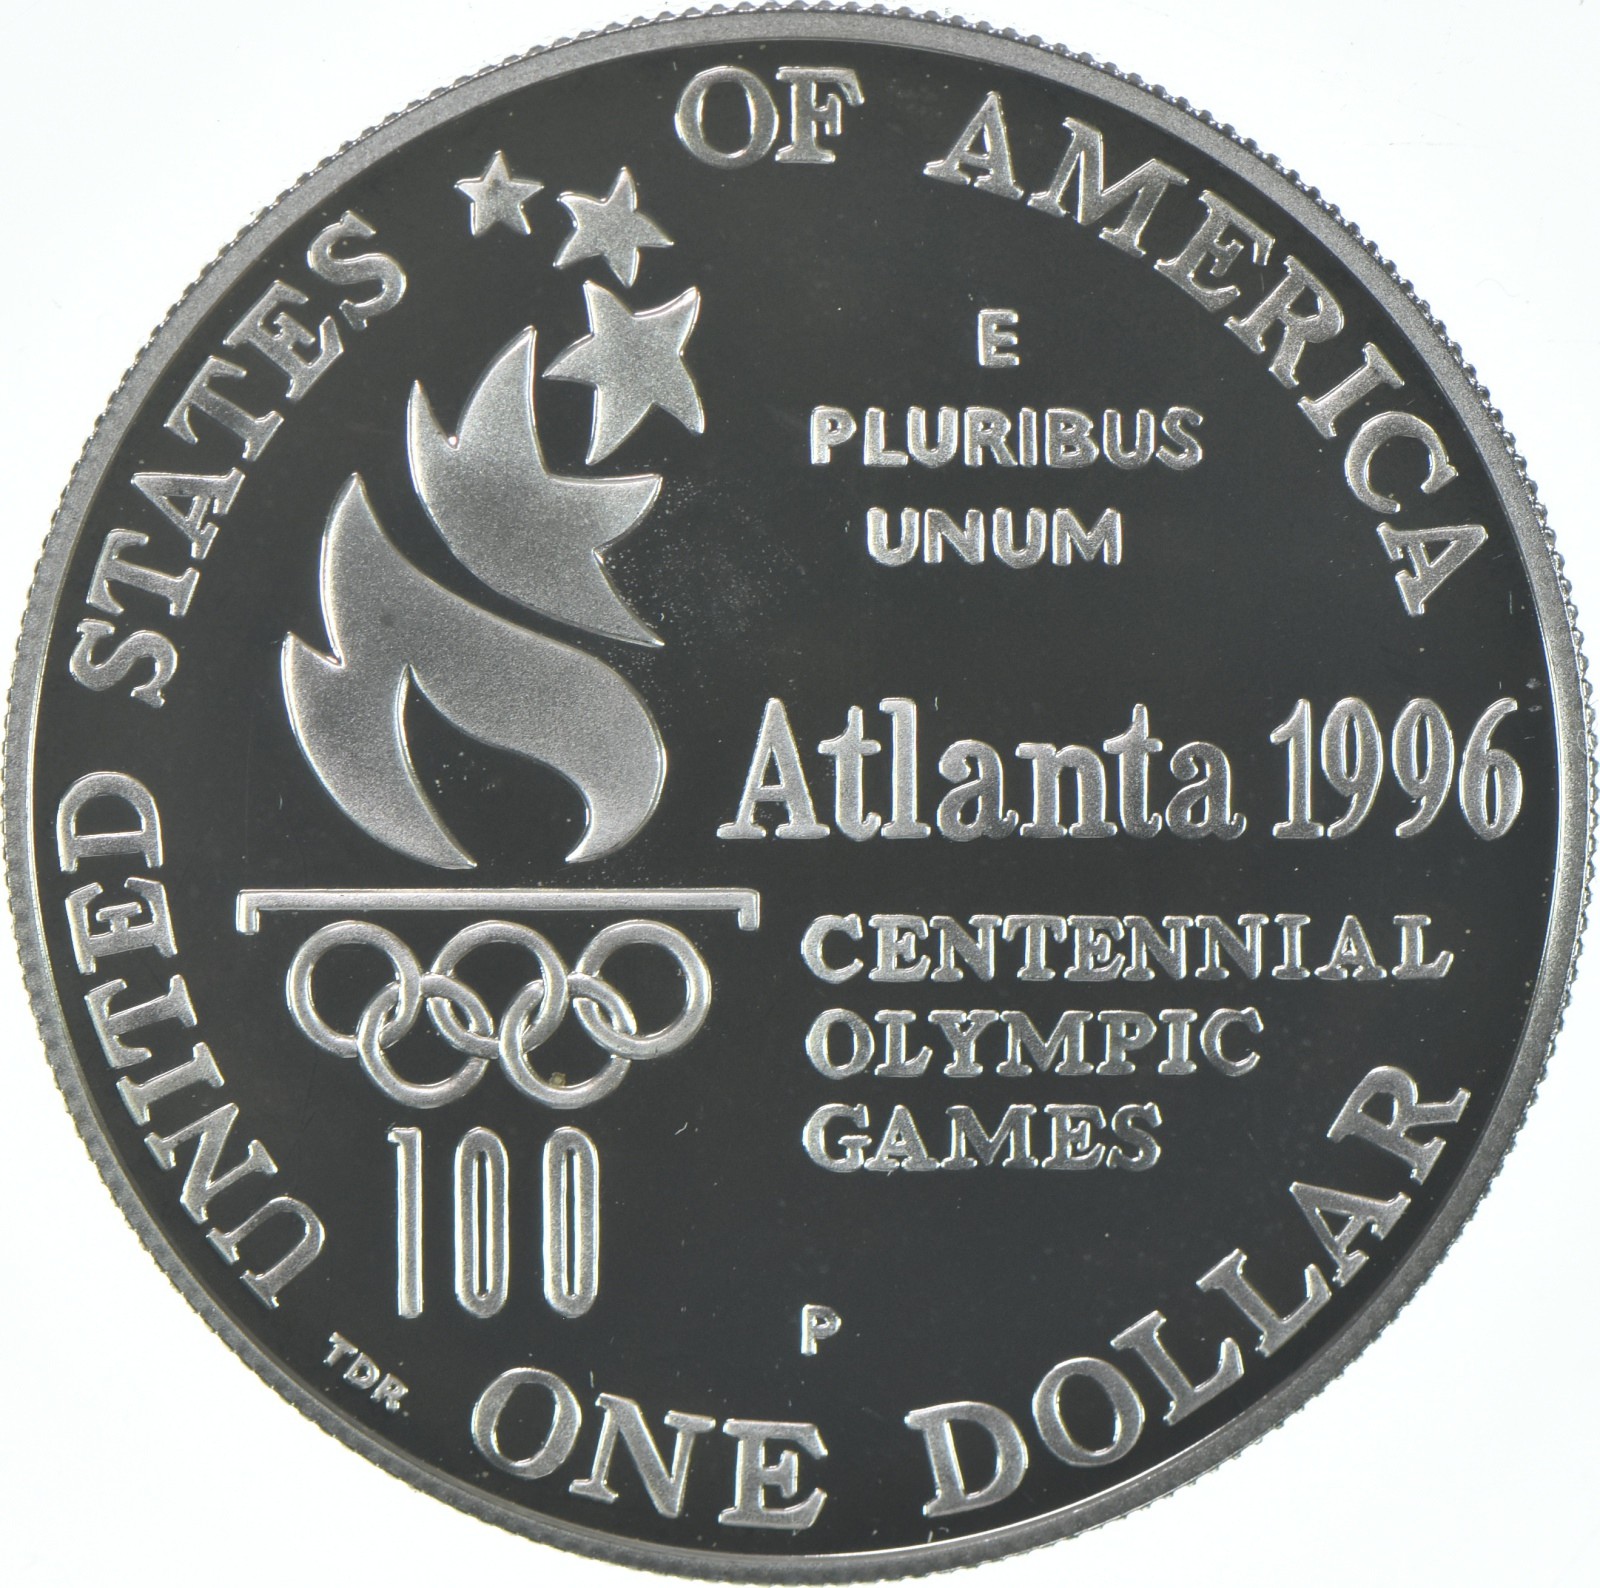 UNITED STATES OF AMERICA
E
PLURIBUS
UNUM
Atlanta 1996
CENTENNIAL
OLYMPIC
GAMES
100
P
TDR
ONE DOLLAR